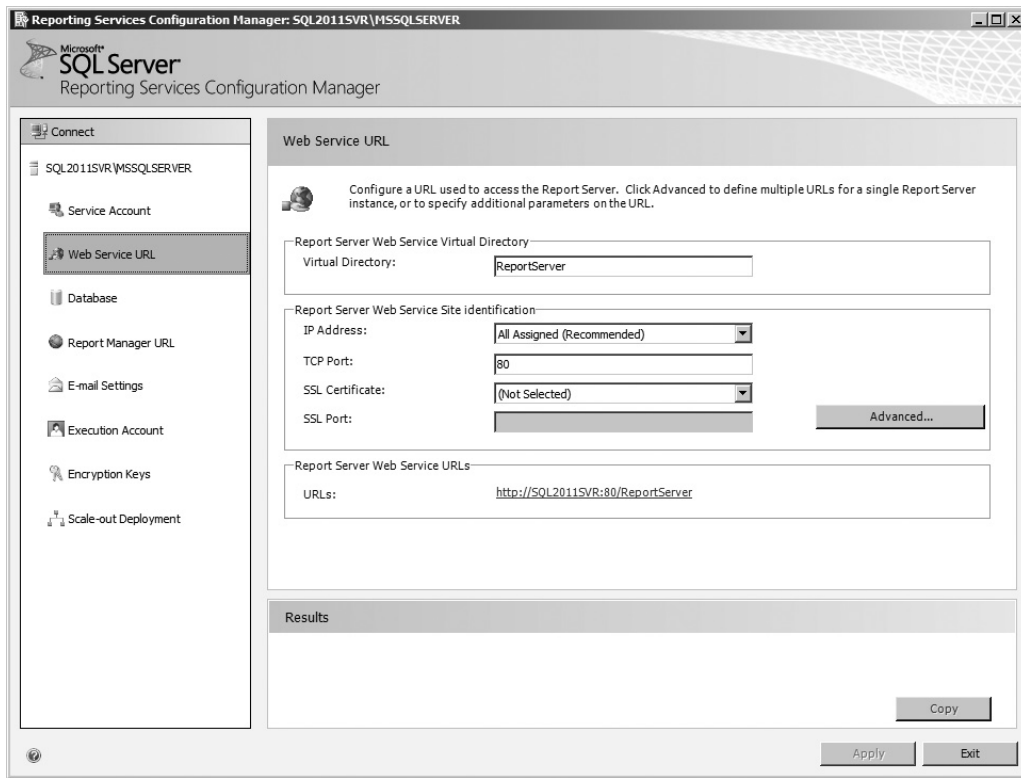 Reporting Services Configuration Manager: SQL2011SVR\MSSQLSERVER
Microsoft
SQL Server
Reporting Services Configuration Manager
Connect
SQL2011SVR\MSSQLSERVER
Service Account
Web Service URL
Database
Report Manager URL
E-mail Settings
Execution Account
Encryption Keys
Scale-out Deployment
Web Service URL
Configure a URL used to access the Report Server. Click Advanced to define multiple URLs for a single Report Server
instance, or to specify additional parameters on the URL.
Report Server Web Service Virtual Directory
Virtual Directory: ReportServer
Report Server Web Service Site identification
IP Address: All Assigned (Recommended)
TCP Port: 80
SSL Certificate: (Not Selected)
SSL Port:
Advanced...
Report Server Web Service URLs
URLs: http://SQL2011SVR:80/ReportServer
Results
Copy
Apply Exit